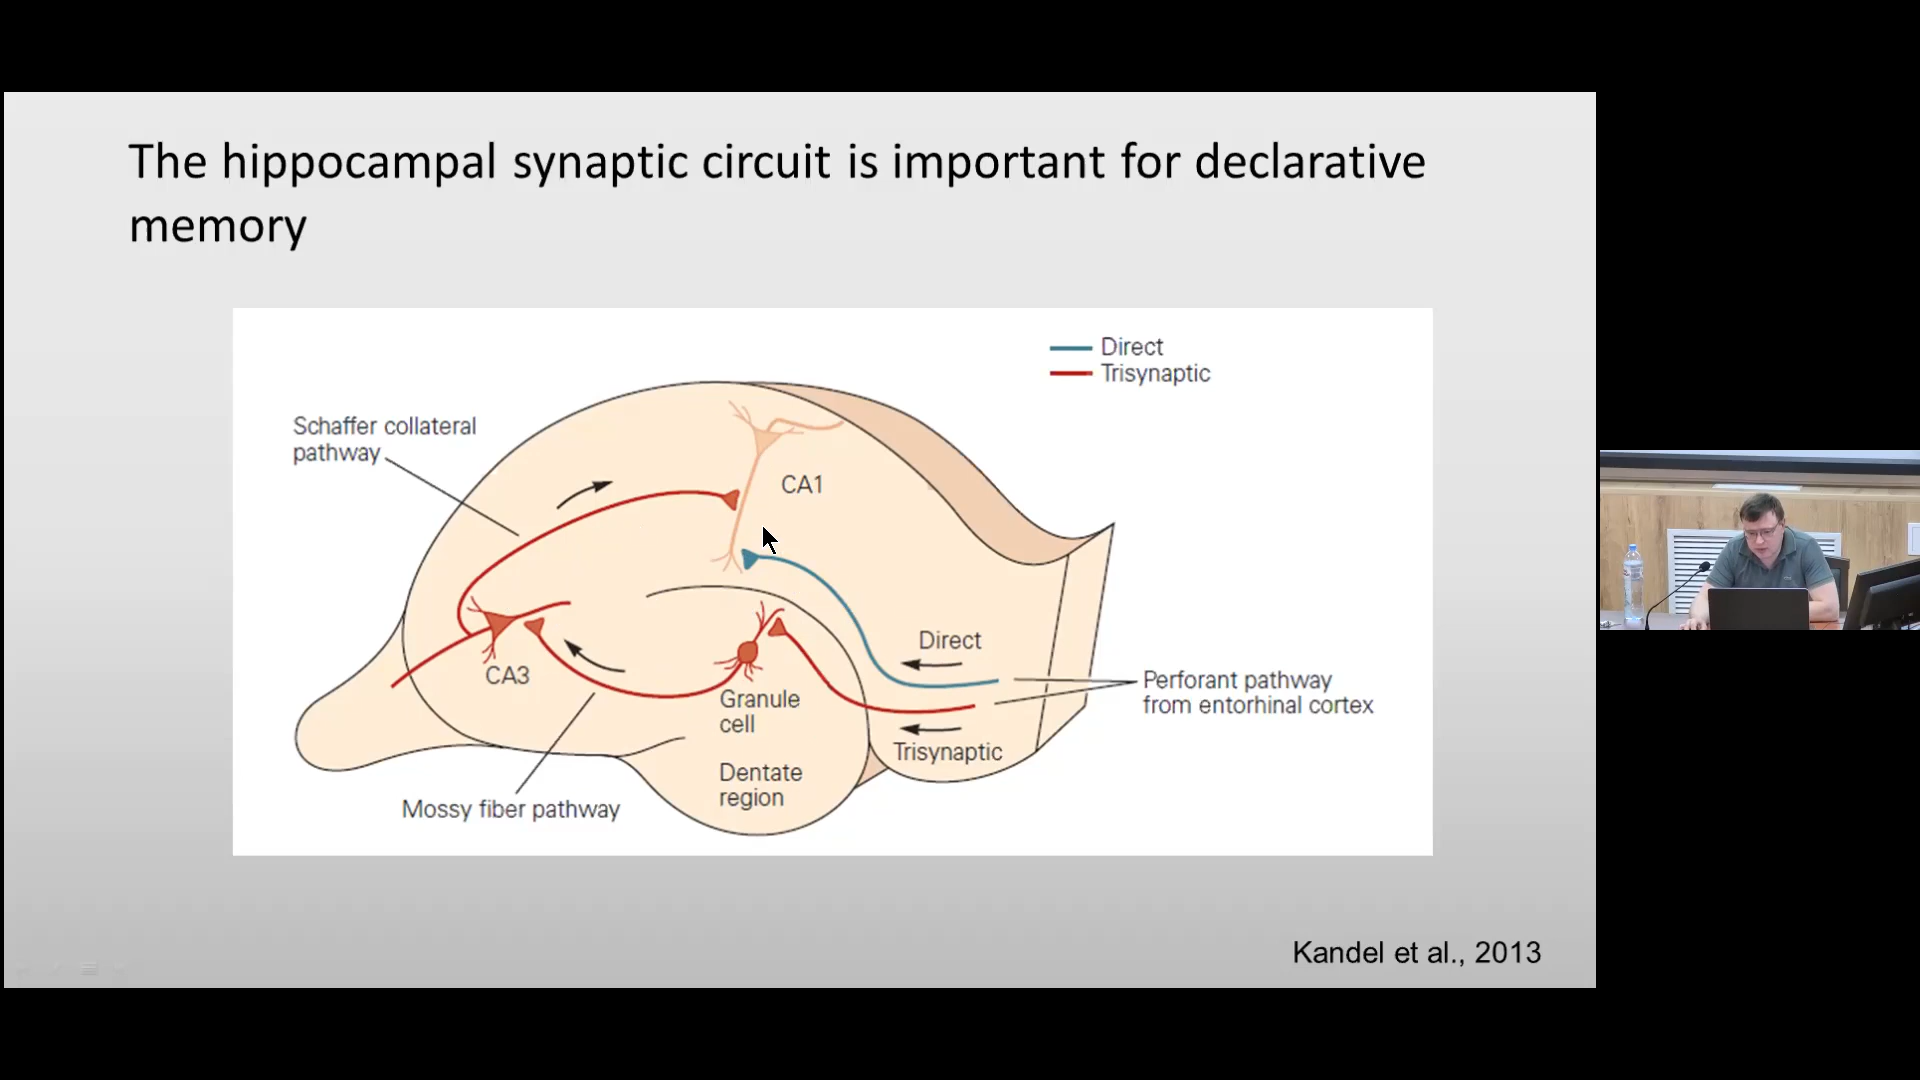 The hippocampal synaptic circuit is important for declarative
memory
Direct
Trisynaptic
Schaffer collateral
pathway
CA1
CA3
Granule
cell
Direct
Perforant pathway
from entorhinal cortex
Trisynaptic
Dentate
region
Mossy fiber pathway
Kandel et al., 2013